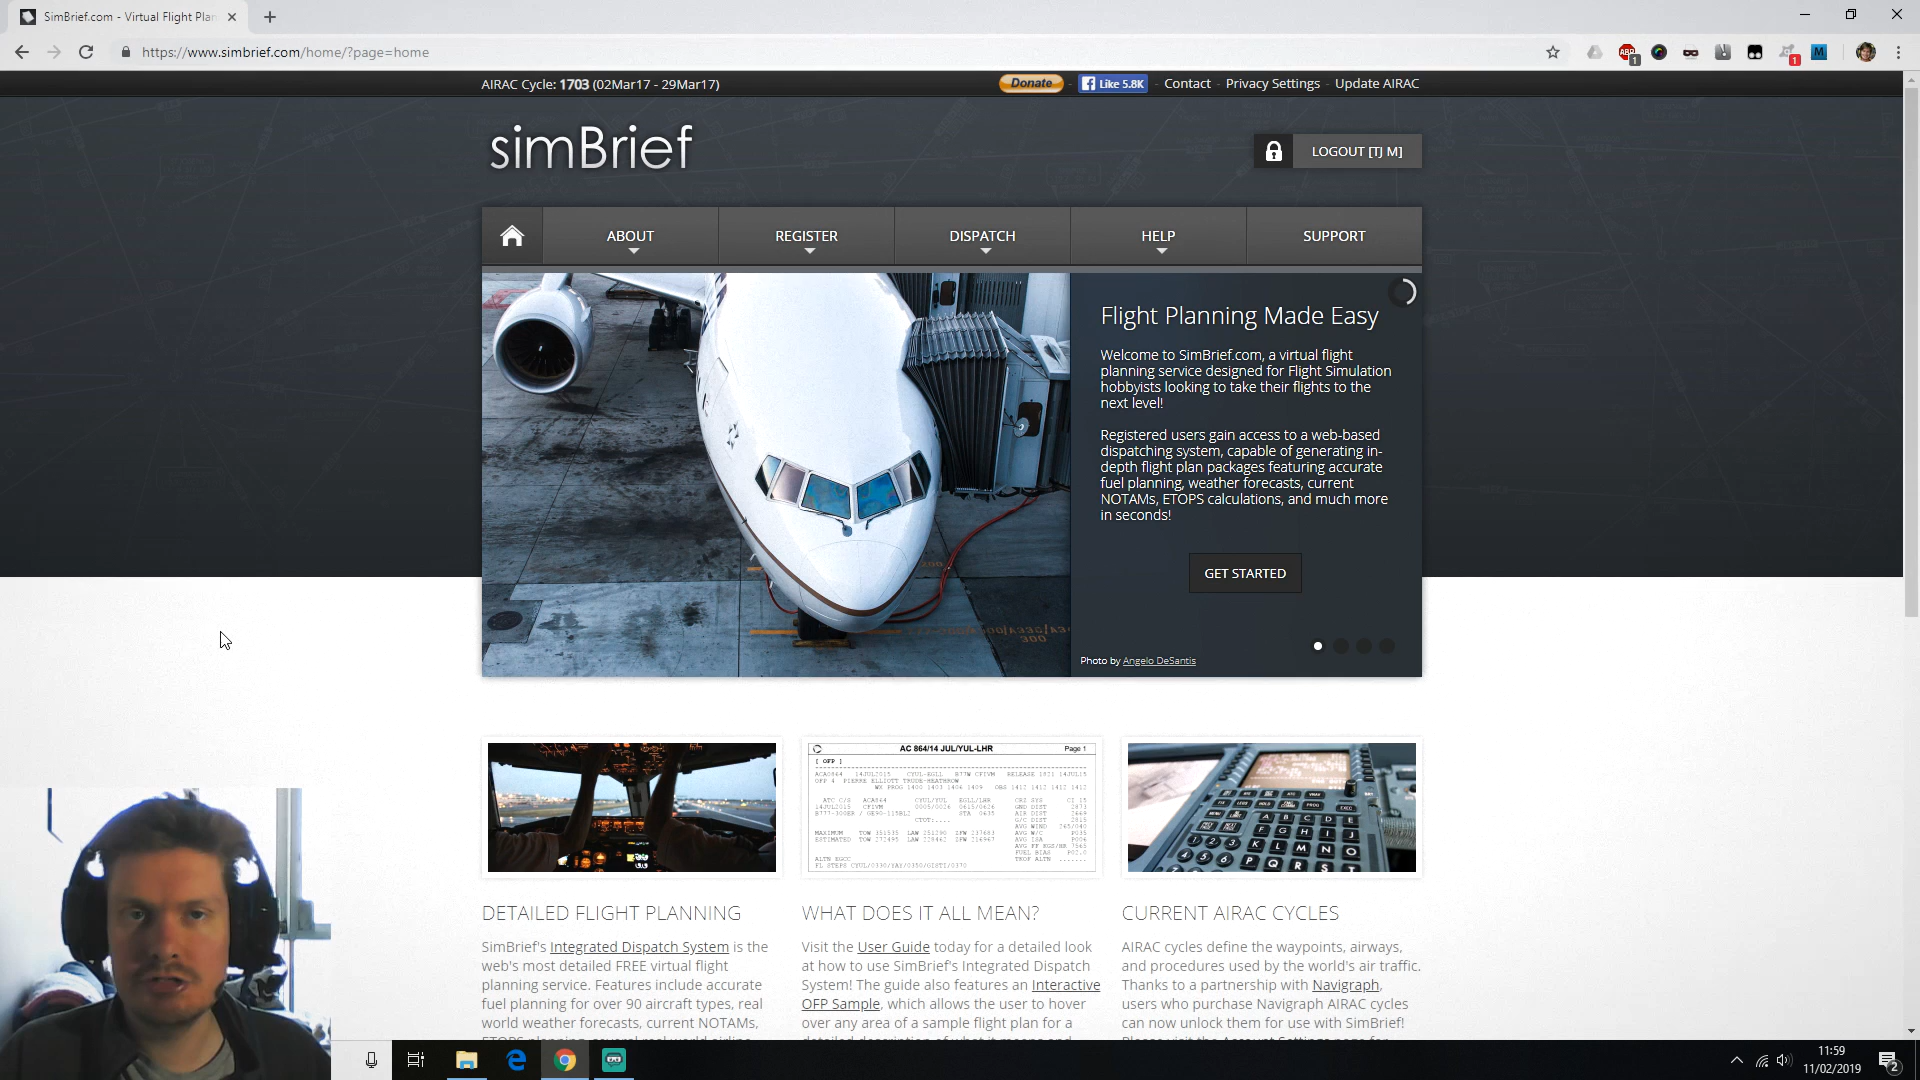 SimBrief.com - Virtual Flight Plan
https://www.simbrief.com/home/?page=home
AIRAC Cycle: 1703 (02Mar17 - 29Mar17)
Donate - Like 5.8K - Contact - Privacy Settings - Update AIRAC
simBrief
LOGOUT [TJ M]
ABOUT
REGISTER
DISPATCH
HELP
SUPPORT
Flight Planning Made Easy
Welcome to SimBrief.com, a virtual flight
planning service designed for Flight Simulation
hobbyists looking to take their flights to the
next level!
Registered users gain access to a web-based
dispatching system, capable of generating in-
depth flight plan packages featuring accurate
fuel planning, weather forecasts, current
NOTAMs, ETOPS calculations, and much more
in seconds!
GET STARTED
Photo by Angelo DeSantis
AC 864/14 JUL/YUL-LHR
Page 1
[ OFP ]
DETAILED FLIGHT PLANNING
SimBrief's Integrated Dispatch System is the
web's most detailed FREE virtual flight
planning service. Features include accurate
fuel planning for over 90 aircraft types, real
world weather forecasts, current NOTAMs,
WHAT DOES IT ALL MEAN?
Visit the User Guide today for a detailed look
at how to use SimBrief's Integrated Dispatch
System! The guide also features an Interactive
OFP Sample, which allows the user to hover
over any area of a sample flight plan for a
CURRENT AIRAC CYCLES
AIRAC cycles define the waypoints, airways,
and procedures used by the world's air traffic.
Thanks to a partnership with Navigraph,
users who purchase Navigraph AIRAC cycles
can now unlock them for use with SimBrief!
11:59
11/02/2019
2